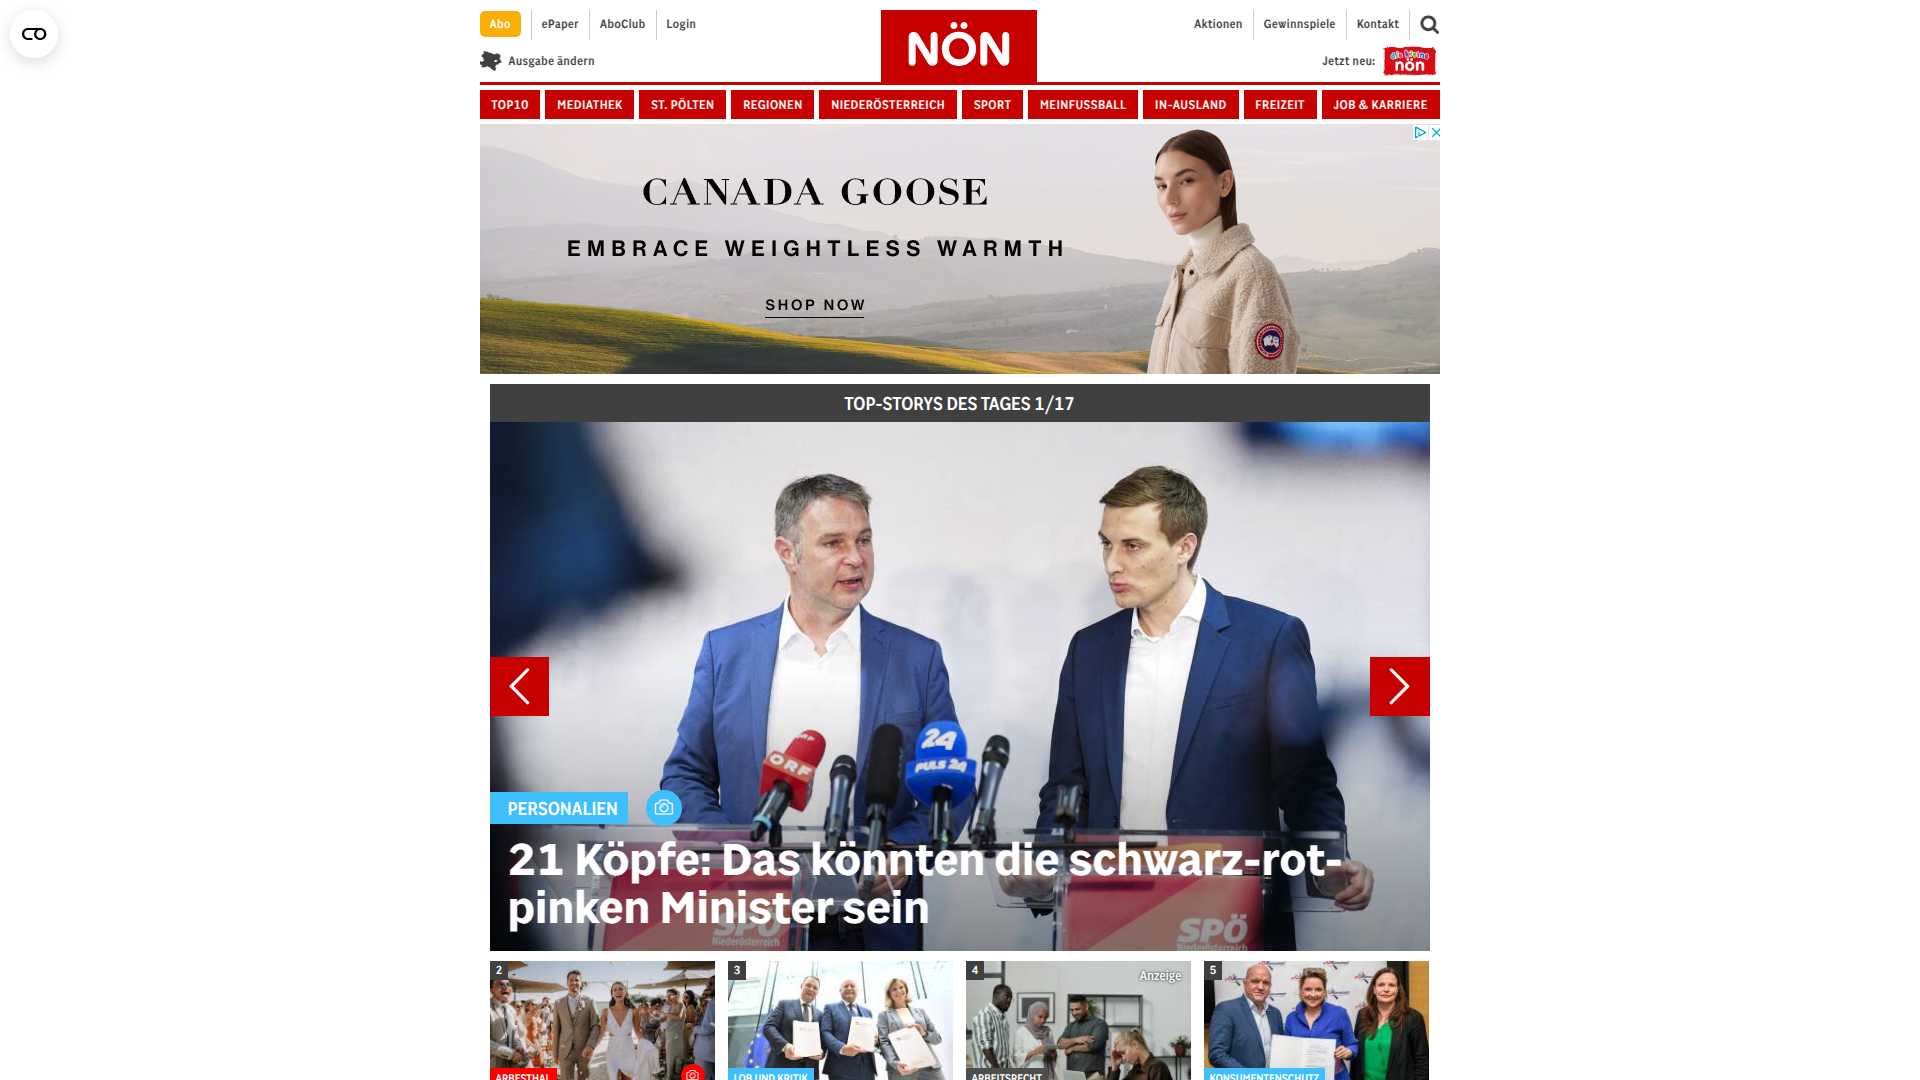 Abo
ePaper
AboClub
Login
NÖN
Aktionen
Gewinnspiele
Kontakt
Ausgabe ändern
Jetzt neu:
die kleine
nön
TOP10
MEDIATHEK
ST. PÖLTEN
REGIONEN
NIEDERÖSTERREICH
SPORT
MEINFUSSBALL
IN-AUSLAND
FREIZEIT
JOB & KARRIERE
CANADA GOOSE
EMBRACE WEIGHTLESS WARMTH
SHOP NOW
TOP-STORYS DES TAGES 1/17
ORF
24
PULS 24
PERSONALIEN
21 Köpfe: Das könnten die schwarz-rot-
pinken Minister sein
SPÖ
Niederösterreich
SPÖ
Niederösterreich
2
3
4
Anzeige
5
ARBESTHAL
LOB UND KRITIK
ARBEITSRECHT
KONSUMENTENSCHUTZ